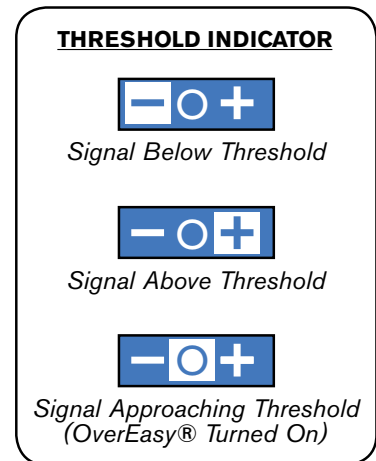 THRESHOLD INDICATOR
− O +
Signal Below Threshold
− O +
Signal Above Threshold
− O +
Signal Approaching Threshold
(OverEasy® Turned On)